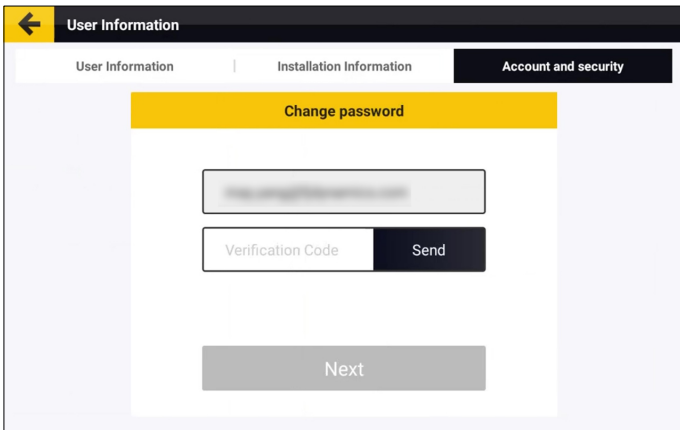 User Information
User Information | Installation Information Account and security
Change password
Verification Code Send
Next